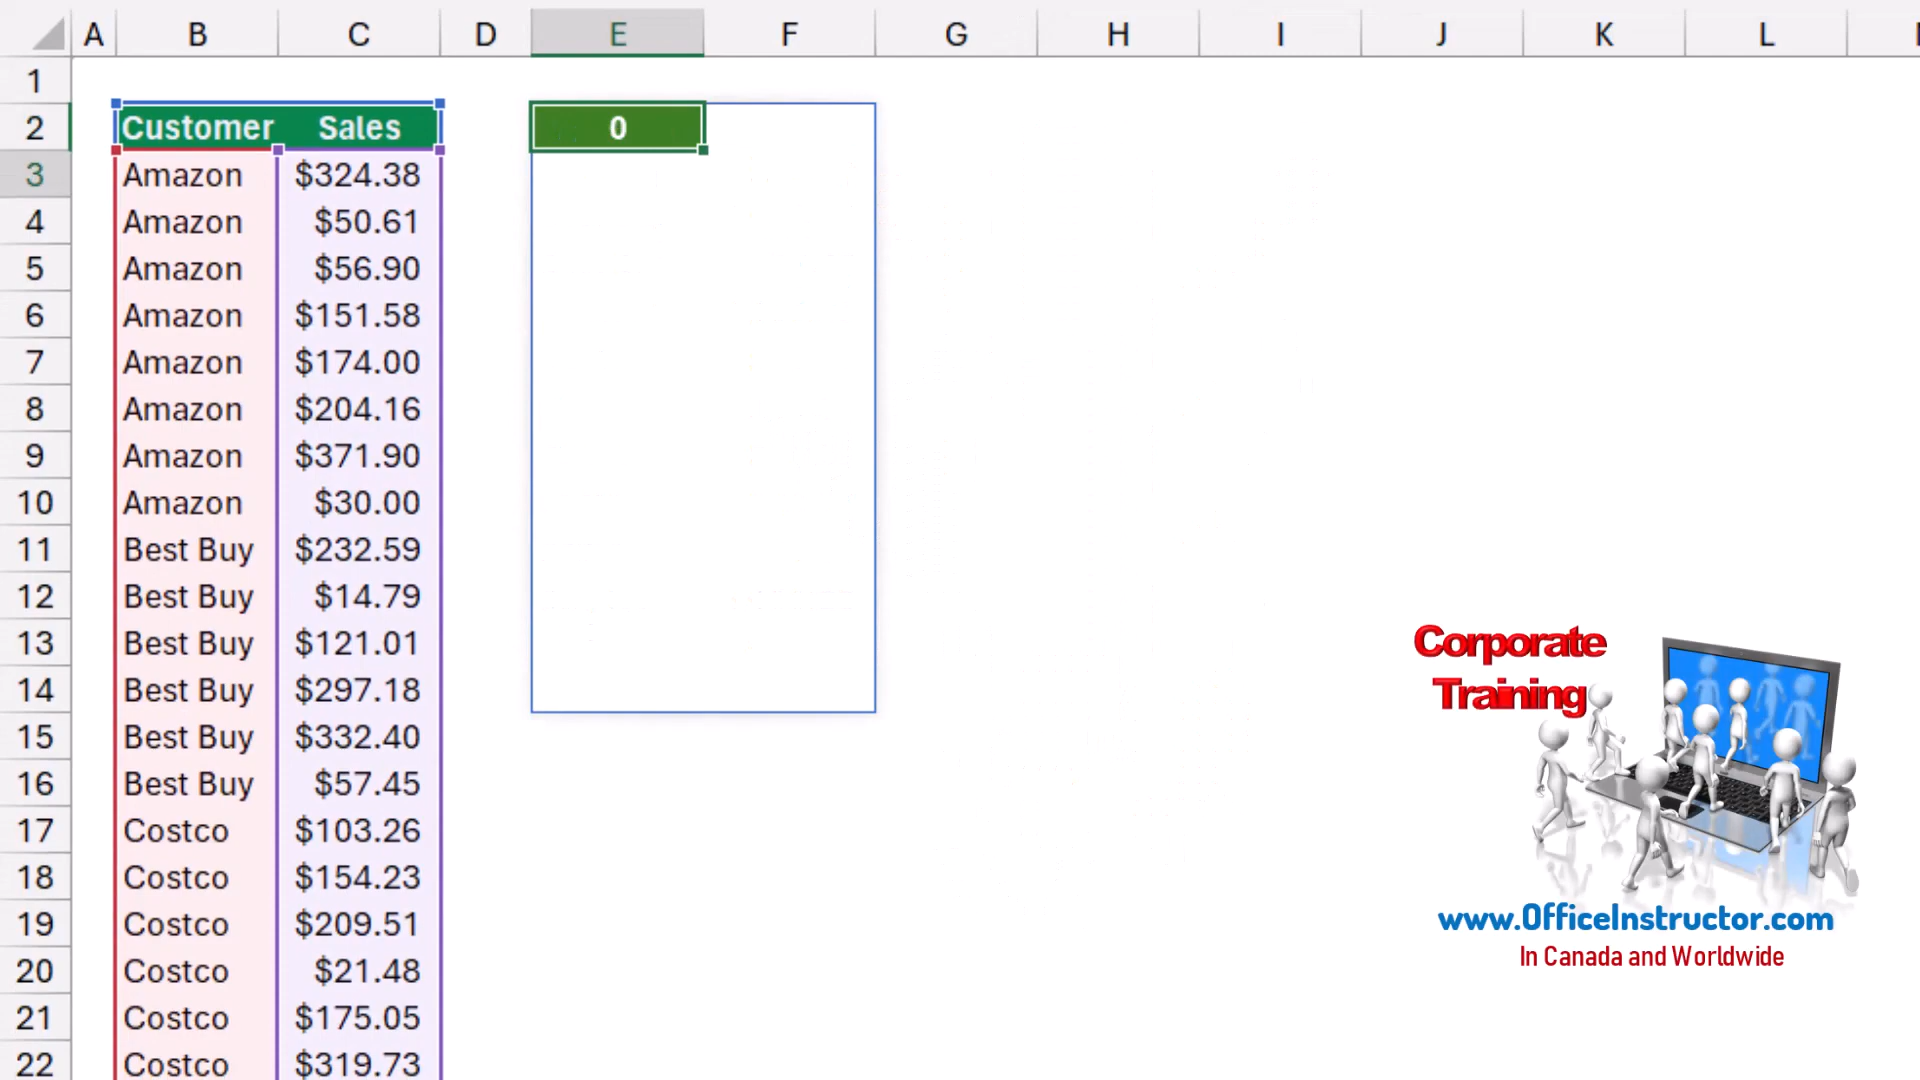 A B C D E F G H I J K L
1
2 Customer Sales 0
3 Amazon $324.38
4 Amazon $50.61
5 Amazon $56.90
6 Amazon $151.58
7 Amazon $174.00
8 Amazon $204.16
9 Amazon $371.90
10 Amazon $30.00
11 Best Buy $232.59
12 Best Buy $14.79
13 Best Buy $121.01
14 Best Buy $297.18
15 Best Buy $332.40
16 Best Buy $57.45
17 Costco $103.26
18 Costco $154.23
19 Costco $209.51
20 Costco $21.48
21 Costco $175.05
22 Costco $319.73
Corporate
Training
www.OfficeInstructor.com
In Canada and Worldwide